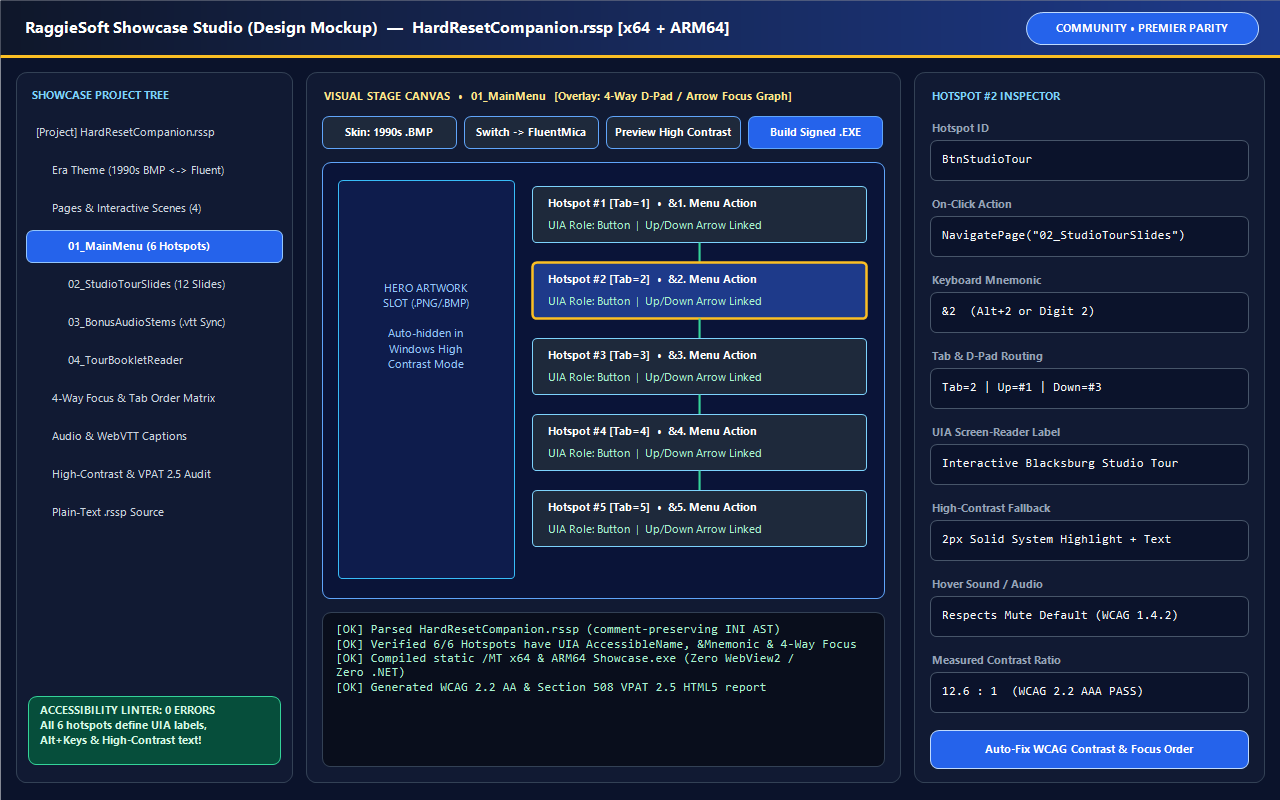 RaggieSoft Showcase Studio (Design Mockup) — HardResetCompanion.rssp [x64 + ARM64]
COMMUNITY • PREMIER PARITY
SHOWCASE PROJECT TREE
[Project] HardResetCompanion.rssp
Era Theme (1990s BMP <-> Fluent)
Pages & Interactive Scenes (4)
01_MainMenu (6 Hotspots)
02_StudioTourSlides (12 Slides)
03_BonusAudioStems (.vtt Sync)
04_TourBookletReader
4-Way Focus & Tab Order Matrix
Audio & WebVTT Captions
High-Contrast & VPAT 2.5 Audit
Plain-Text .rssp Source
ACCESSIBILITY LINTER: 0 ERRORS
All 6 hotspots define UIA labels,
Alt+Keys & High-Contrast text!
VISUAL STAGE CANVAS • 01_MainMenu [Overlay: 4-Way D-Pad / Arrow Focus Graph]
Skin: 1990s .BMP
Switch -> FluentMica
Preview High Contrast
Build Signed .EXE
HERO ARTWORK
SLOT (.PNG/.BMP)
Auto-hidden in
Windows High
Contrast Mode
Hotspot #1 [Tab=1] • &1. Menu Action
UIA Role: Button | Up/Down Arrow Linked
Hotspot #2 [Tab=2] • &2. Menu Action
UIA Role: Button | Up/Down Arrow Linked
Hotspot #3 [Tab=3] • &3. Menu Action
UIA Role: Button | Up/Down Arrow Linked
Hotspot #4 [Tab=4] • &4. Menu Action
UIA Role: Button | Up/Down Arrow Linked
Hotspot #5 [Tab=5] • &5. Menu Action
UIA Role: Button | Up/Down Arrow Linked
[OK] Parsed HardResetCompanion.rssp (comment-preserving INI AST)
[OK] Verified 6/6 Hotspots have UIA AccessibleName, &Mnemonic & 4-Way Focus
[OK] Compiled static /MT x64 & ARM64 Showcase.exe (Zero WebView2 /
Zero .NET)
[OK] Generated WCAG 2.2 AA & Section 508 VPAT 2.5 HTML5 report
HOTSPOT #2 INSPECTOR
Hotspot ID
BtnStudioTour
On-Click Action
NavigatePage("02_StudioTourSlides")
Keyboard Mnemonic
&2 (Alt+2 or Digit 2)
Tab & D-Pad Routing
Tab=2 | Up=#1 | Down=#3
UIA Screen-Reader Label
Interactive Blacksburg Studio Tour
High-Contrast Fallback
2px Solid System Highlight + Text
Hover Sound / Audio
Respects Mute Default (WCAG 1.4.2)
Measured Contrast Ratio
12.6 : 1 (WCAG 2.2 AAA PASS)
Auto-Fix WCAG Contrast & Focus Order